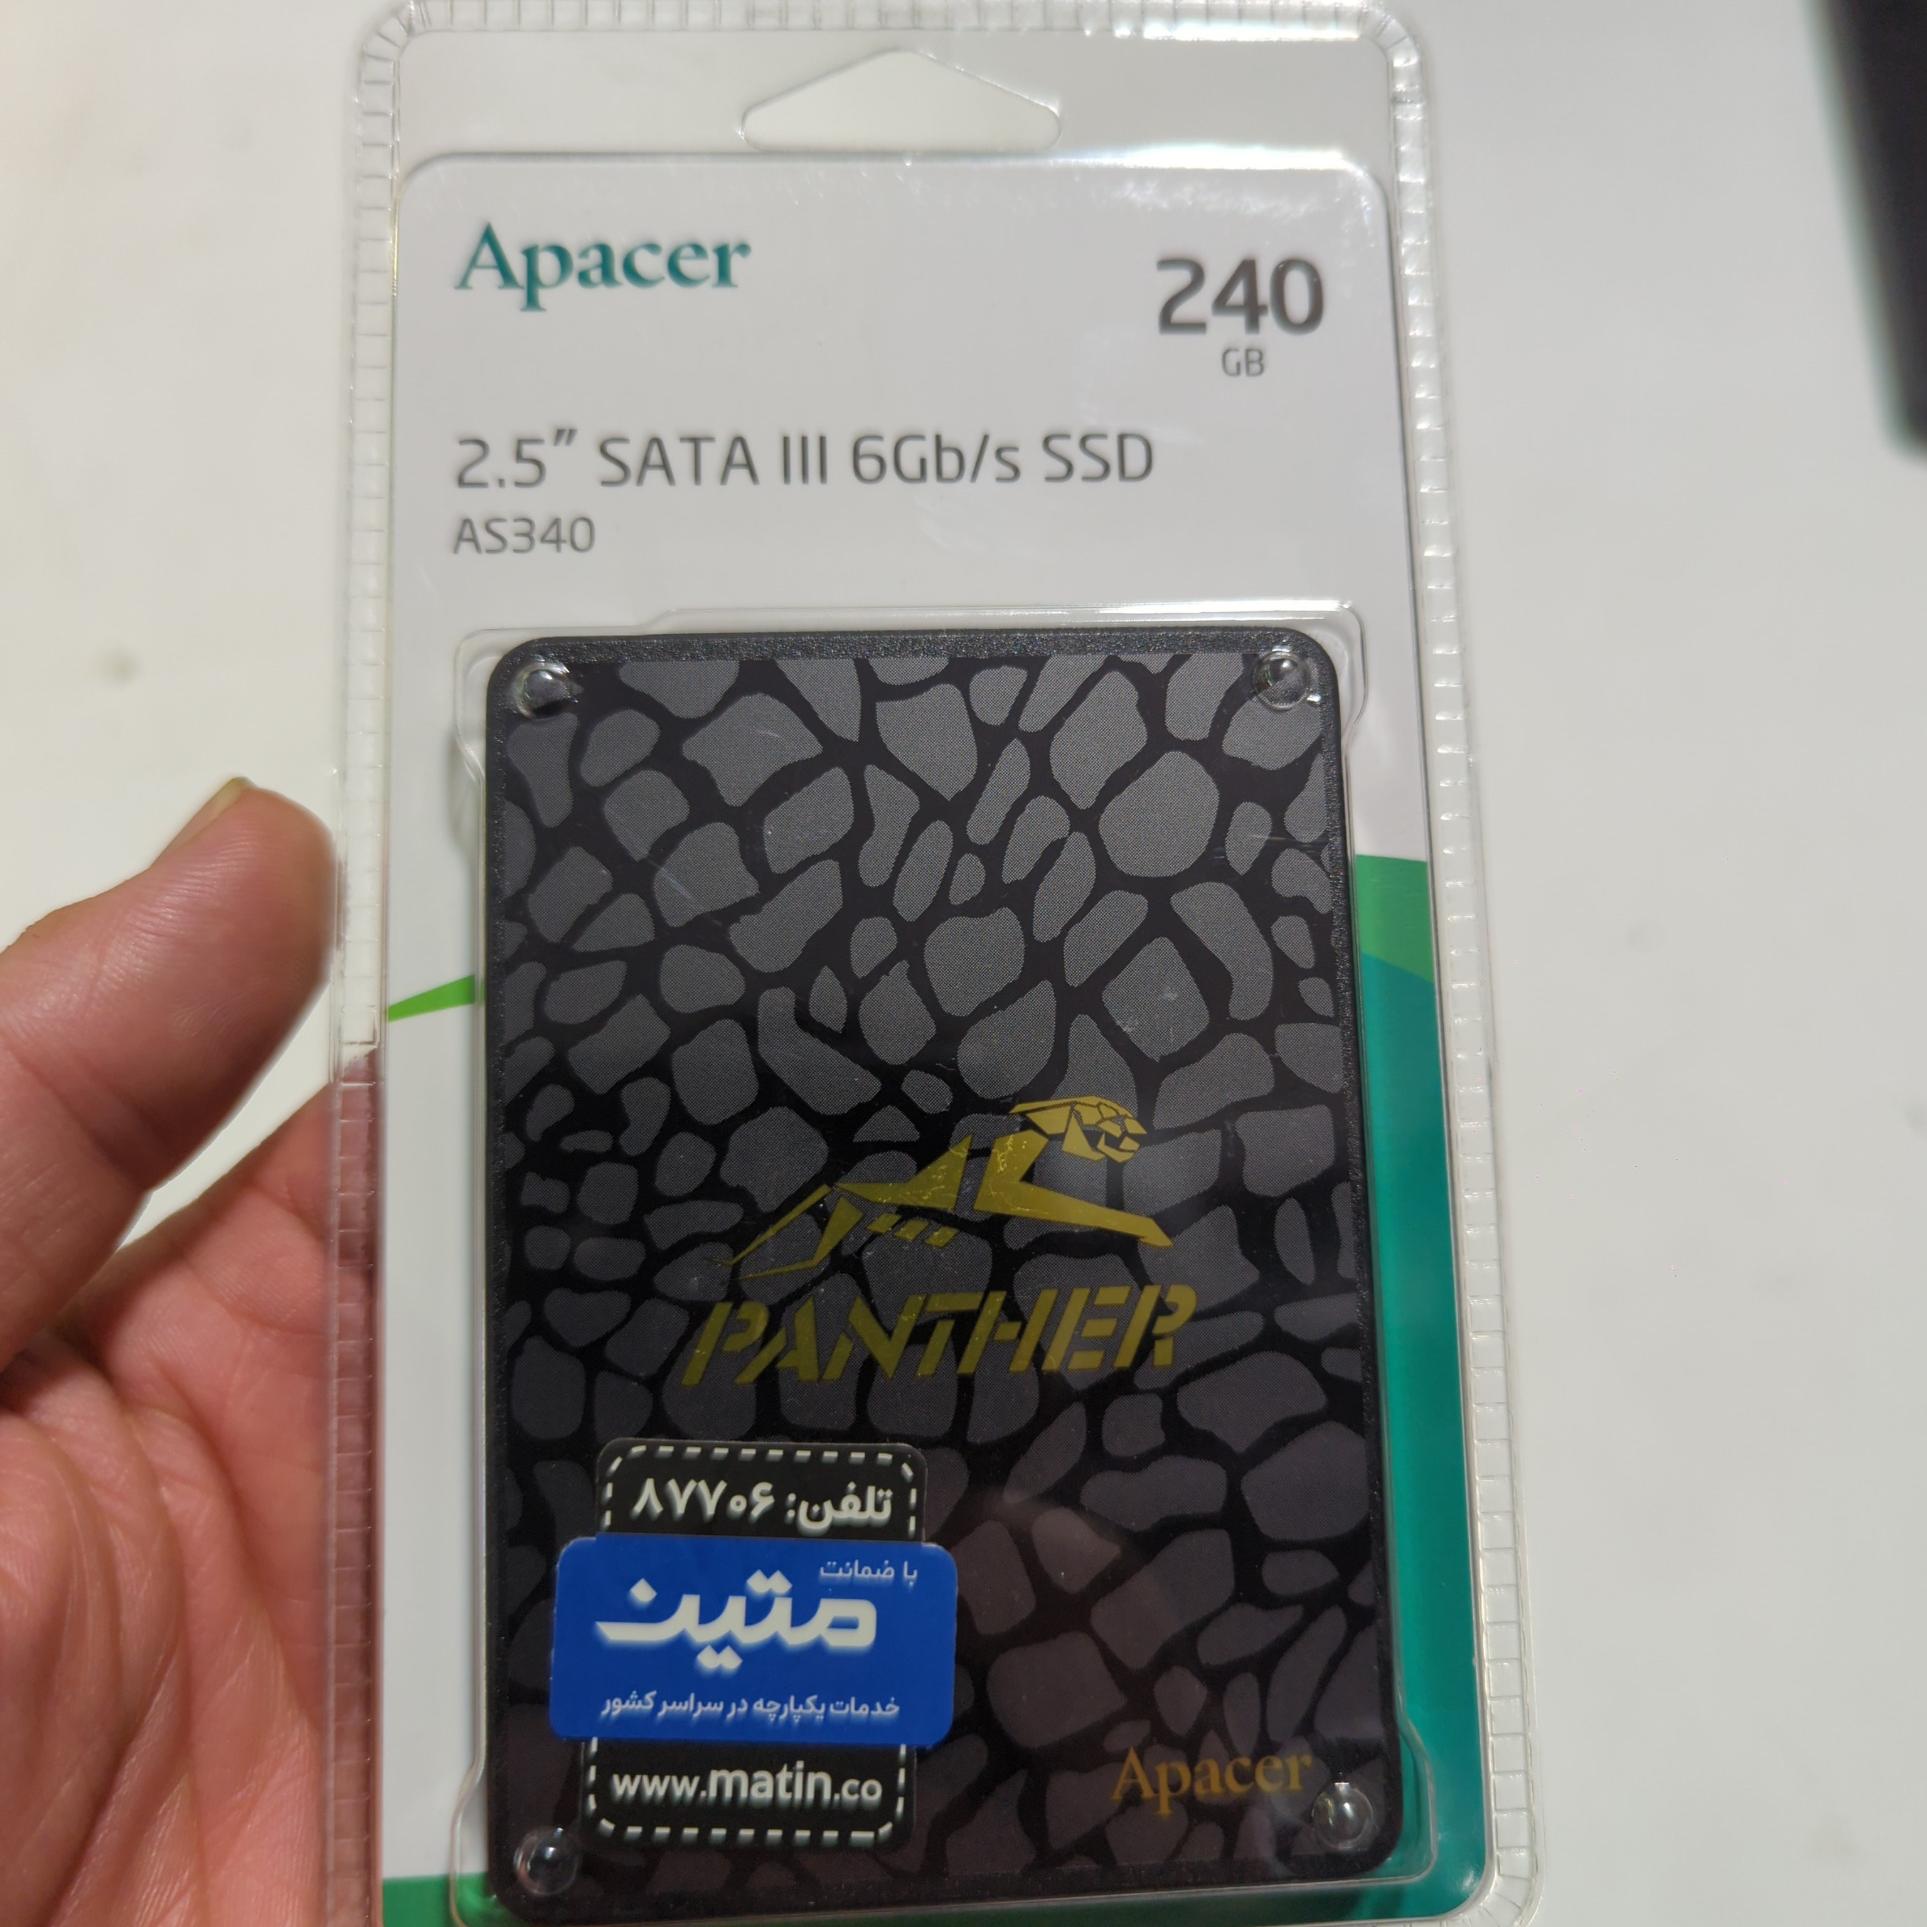 Apacer
240
GB
2.5" SATA III 6Gb/s SSD
AS340
PANTHER
تلفن: ۸۷۷۰۶
با ضمانت
متین
خدمات یکپارچه در سراسر کشور
www.matin.co
Apacer